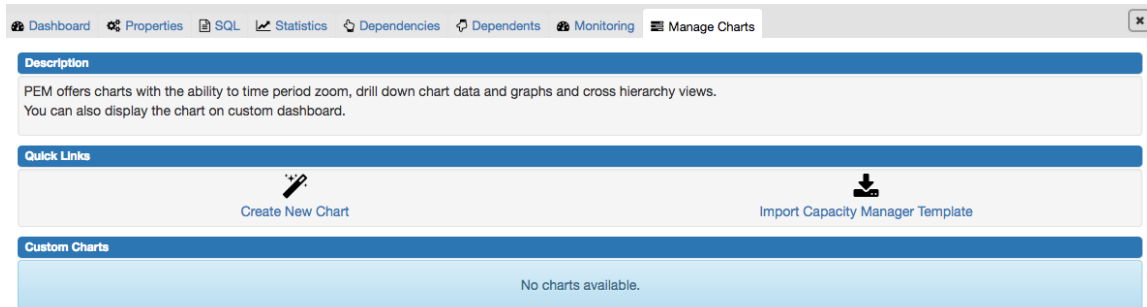 Dashboard Properties SQL Statistics Dependencies Dependents Monitoring Manage Charts
Description
PEM offers charts with the ability to time period zoom, drill down chart data and graphs and cross hierarchy views.
You can also display the chart on custom dashboard.
Quick Links
Create New Chart Import Capacity Manager Template
Custom Charts
No charts available.